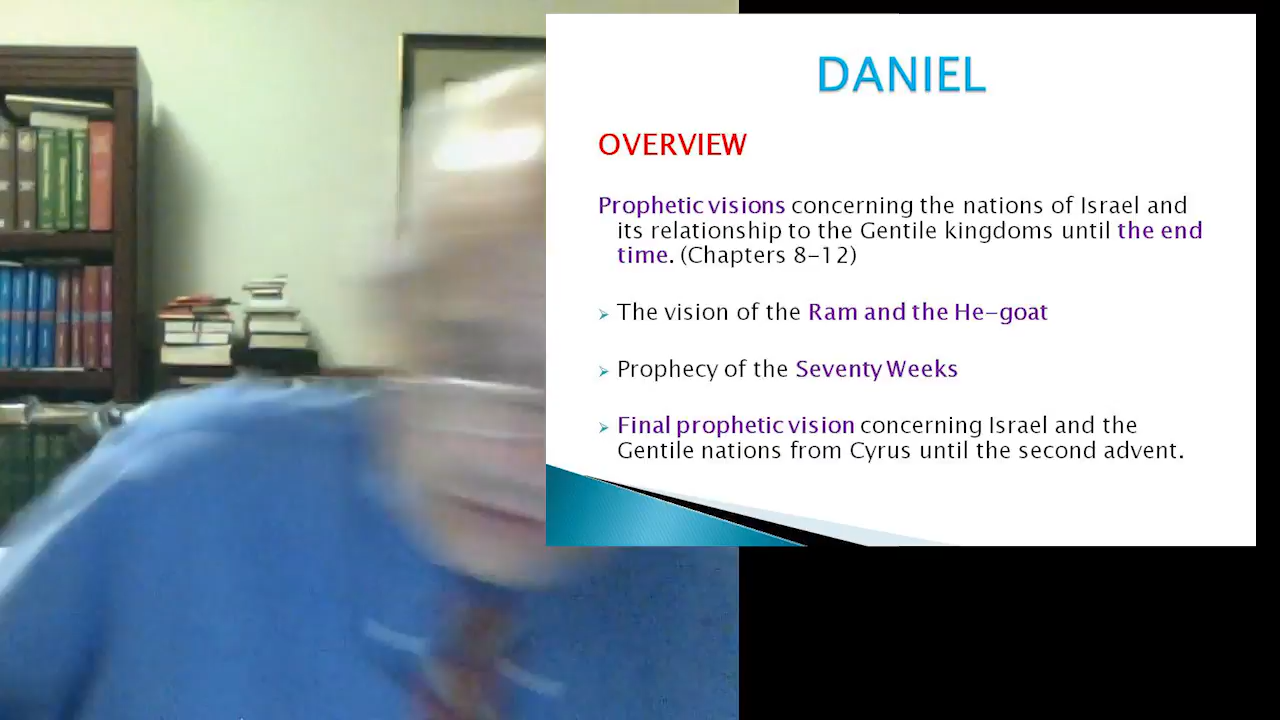 DANIEL
OVERVIEW
Prophetic visions concerning the nations of Israel and
its relationship to the Gentile kingdoms until the end
time. (Chapters 8-12)
The vision of the Ram and the He-goat
Prophecy of the Seventy Weeks
Final prophetic vision concerning Israel and the
Gentile nations from Cyrus until the second advent.